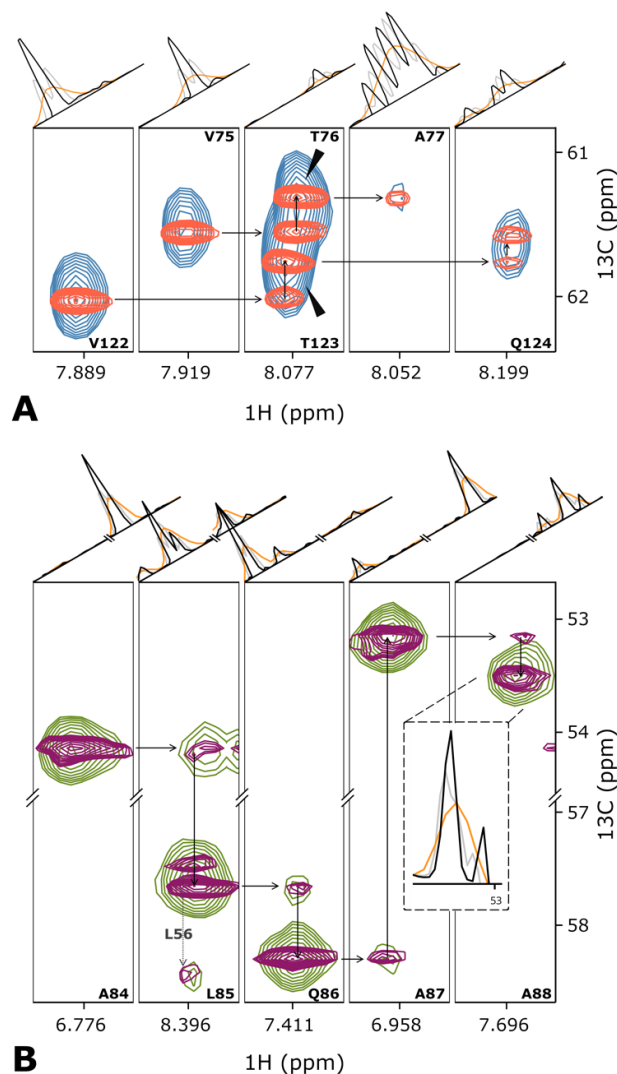 A
V75
T76
A77
61
62
13C (ppm)
V122
T123
Q124
7.889
7.919
8.077
8.052
8.199
1H (ppm)
53
54
57
58
13C (ppm)
53
L56
A84
L85
Q86
A87
A88
6.776
8.396
7.411
6.958
7.696
B
1H (ppm)